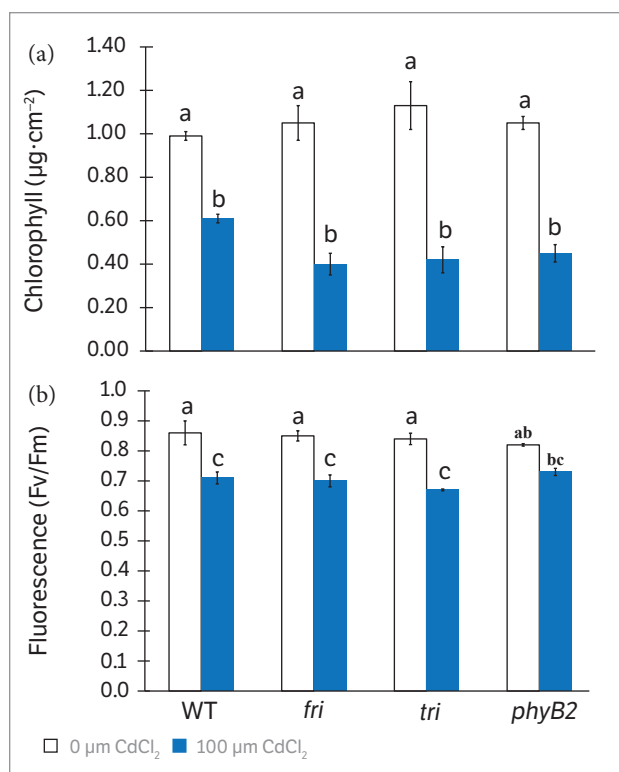 (a)
Chlorophyll (µg·cm⁻²)
1.40
1.20
1.00
0.80
0.60
0.40
0.20
0.00
a
b
a
b
a
b
a
b
(b)
Fluorescence (Fv/Fm)
1.0
0.9
0.8
0.7
0.6
0.5
0.4
0.3
0.2
0.1
0.0
a
c
a
c
a
c
ab
bc
WT fri tri phyB2
0 µm CdCl₂ 100 µm CdCl₂